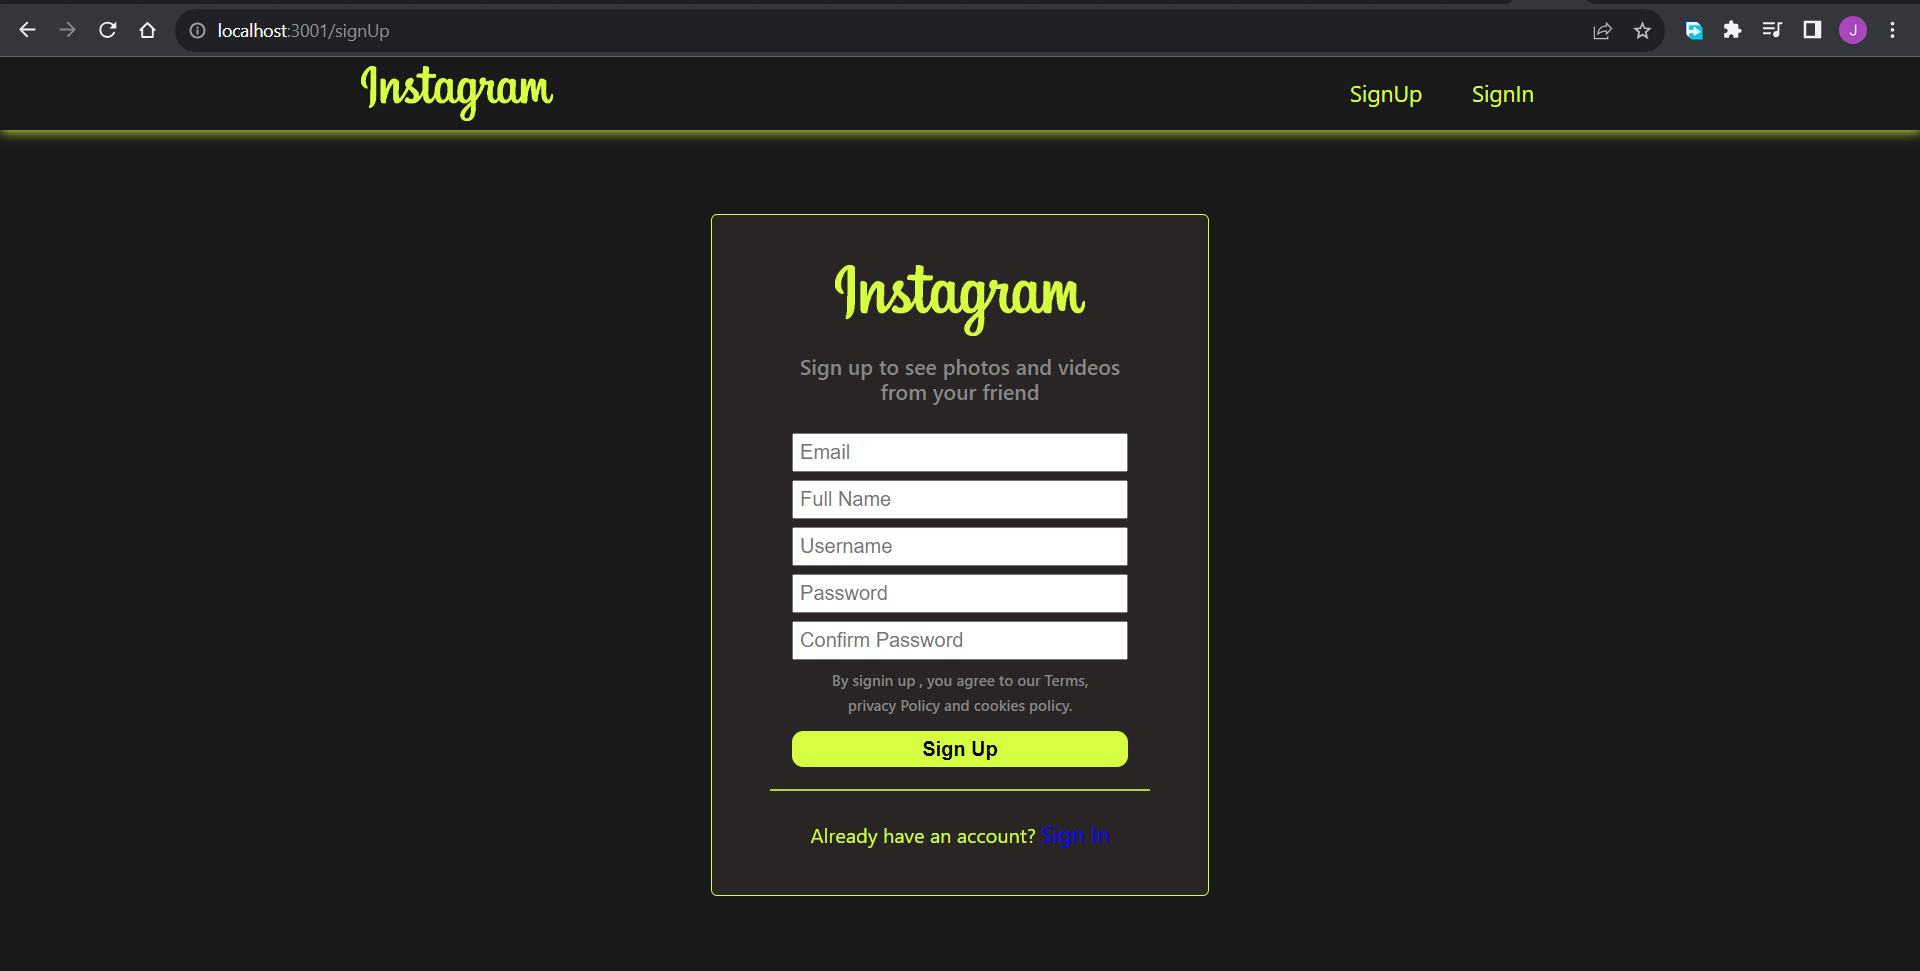 localhost:3001/signUp
J
Instagram
SignUp SignIn
Instagram
Sign up to see photos and videos
from your friend
Email
Full Name
Username
Password
Confirm Password
By signin up , you agree to our Terms,
privacy Policy and cookies policy.
Sign Up
Already have an account? Sign In